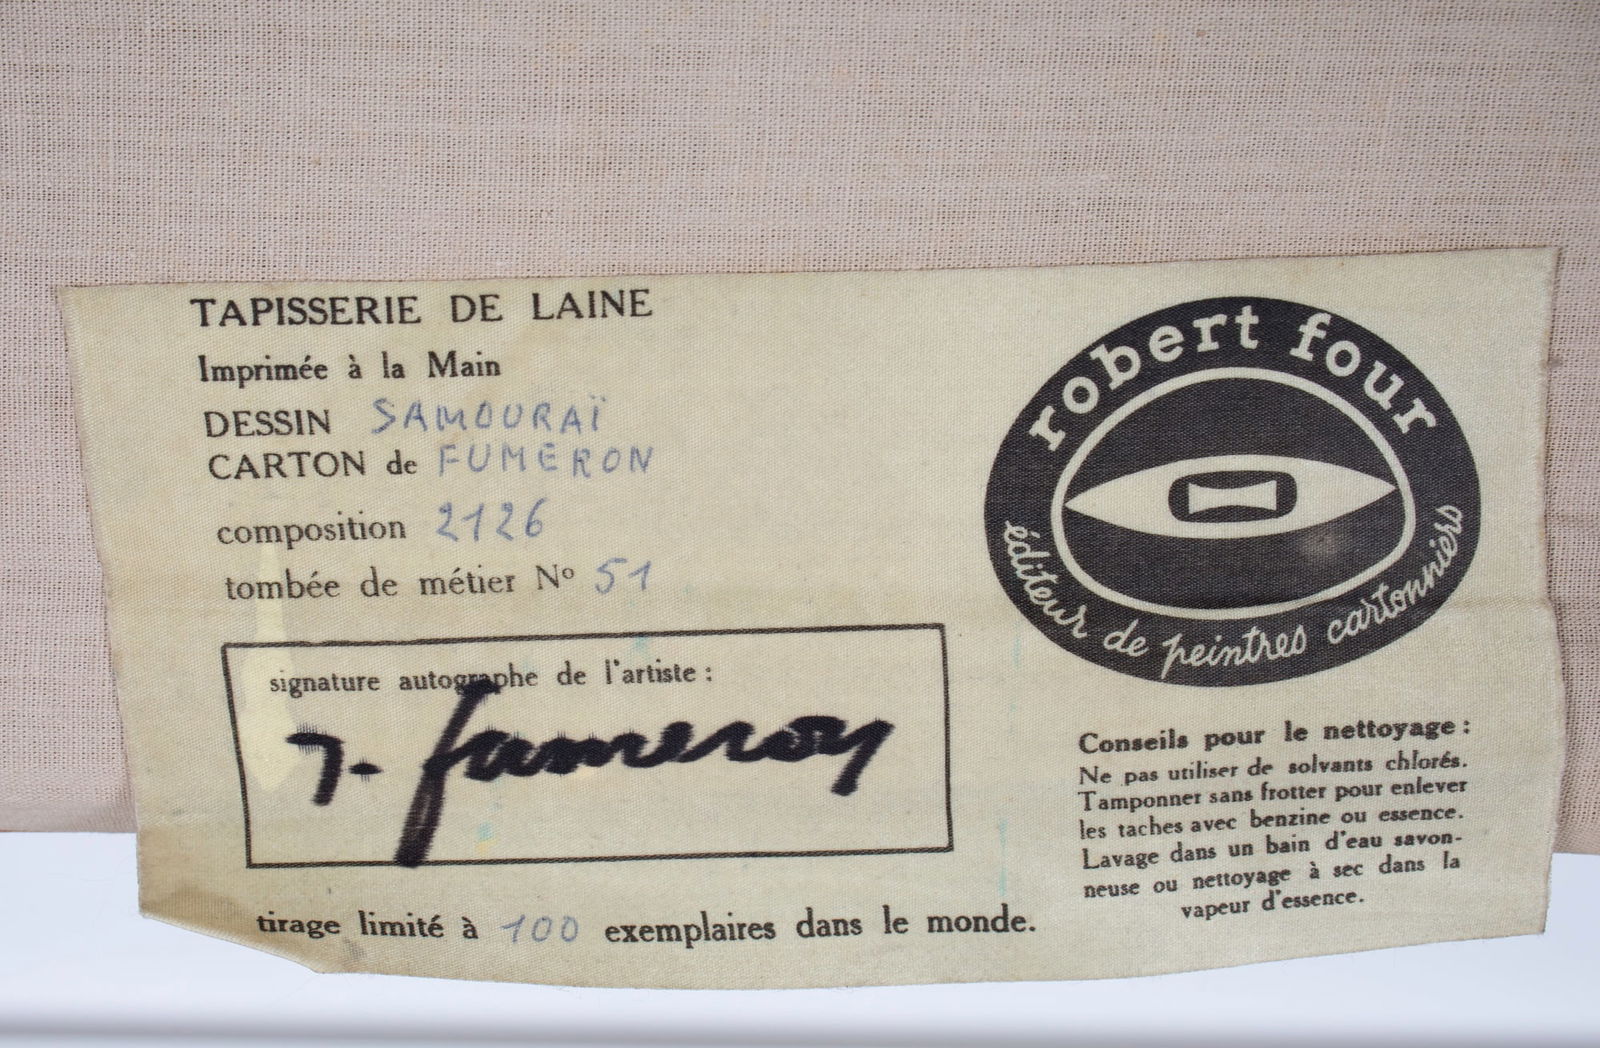 TAPISSERIE DE LAINE
Imprimée à la Main
DESSIN SAMOURAÏ
CARTON de FUMERON
composition 2126
tombée de métier Nº 51
signature autographe de l'artiste :
J. fumeron
tirage limité à 100 exemplaires dans le monde.
robert four
éditeur de peintres cartonniers
Conseils pour le nettoyage :
Ne pas utiliser de solvants chlorés.
Tamponner sans frotter pour enlever
les taches avec benzine ou essence.
Lavage dans un bain d'eau savon-
neuse ou nettoyage à sec dans la
vapeur d'essence.